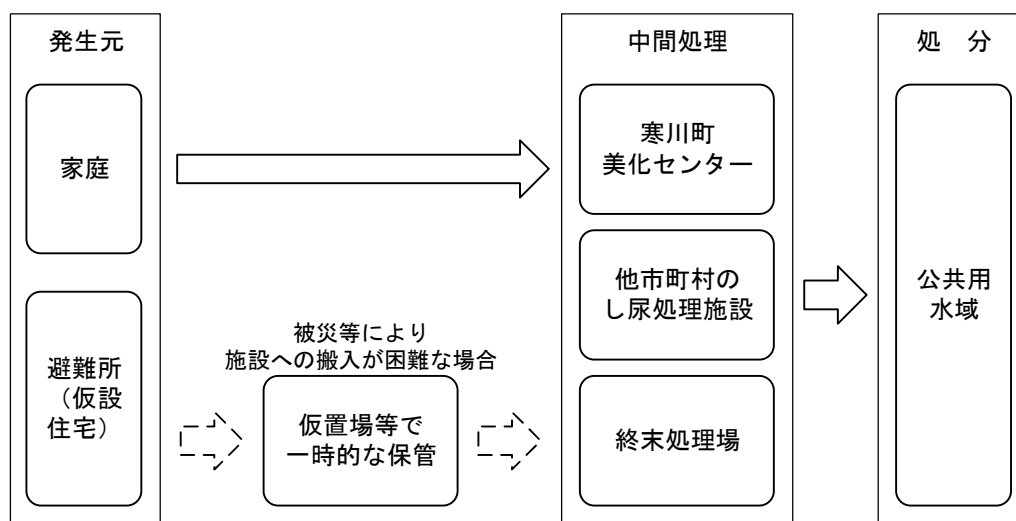 発生元
家庭
避難所
（仮設
住宅）
被災等により
施設への搬入が困難な場合
仮置場等で
一時的な保管
中間処理
寒川町
美化センター
他市町村の
し尿処理施設
終末処理場
処　分
公共用
水域